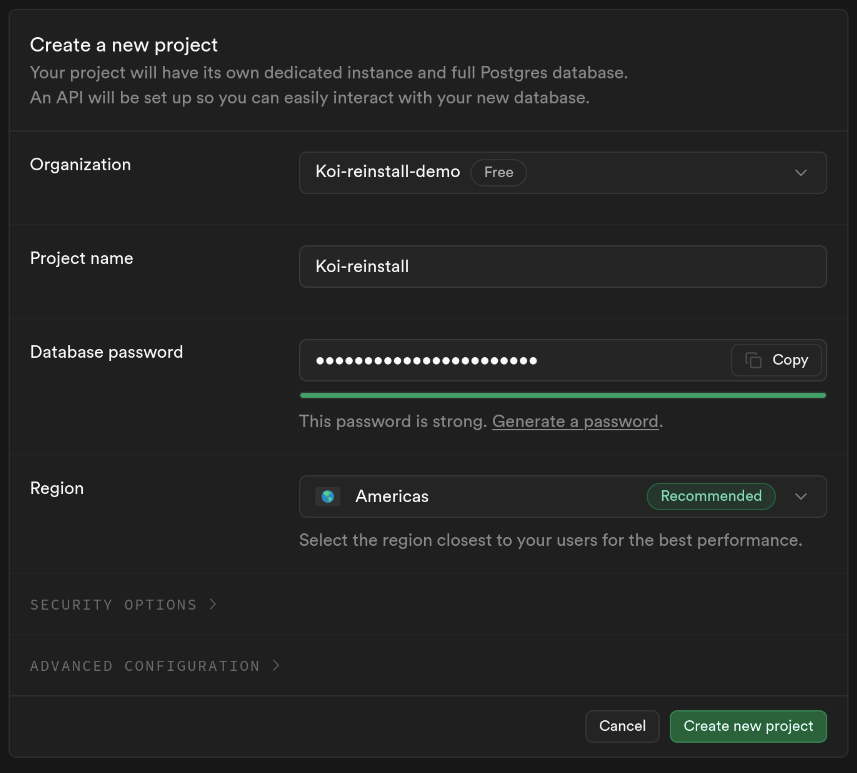 Create a new project
Your project will have its own dedicated instance and full Postgres database.
An API will be set up so you can easily interact with your new database.
Organization
Koi-reinstall-demo Free
Project name
Koi-reinstall
Database password
●●●●●●●●●●●●●●●●●●●●●●● Copy
This password is strong. Generate a password.
Region
Americas Recommended
Select the region closest to your users for the best performance.
SECURITY OPTIONS >
ADVANCED CONFIGURATION >
Cancel Create new project